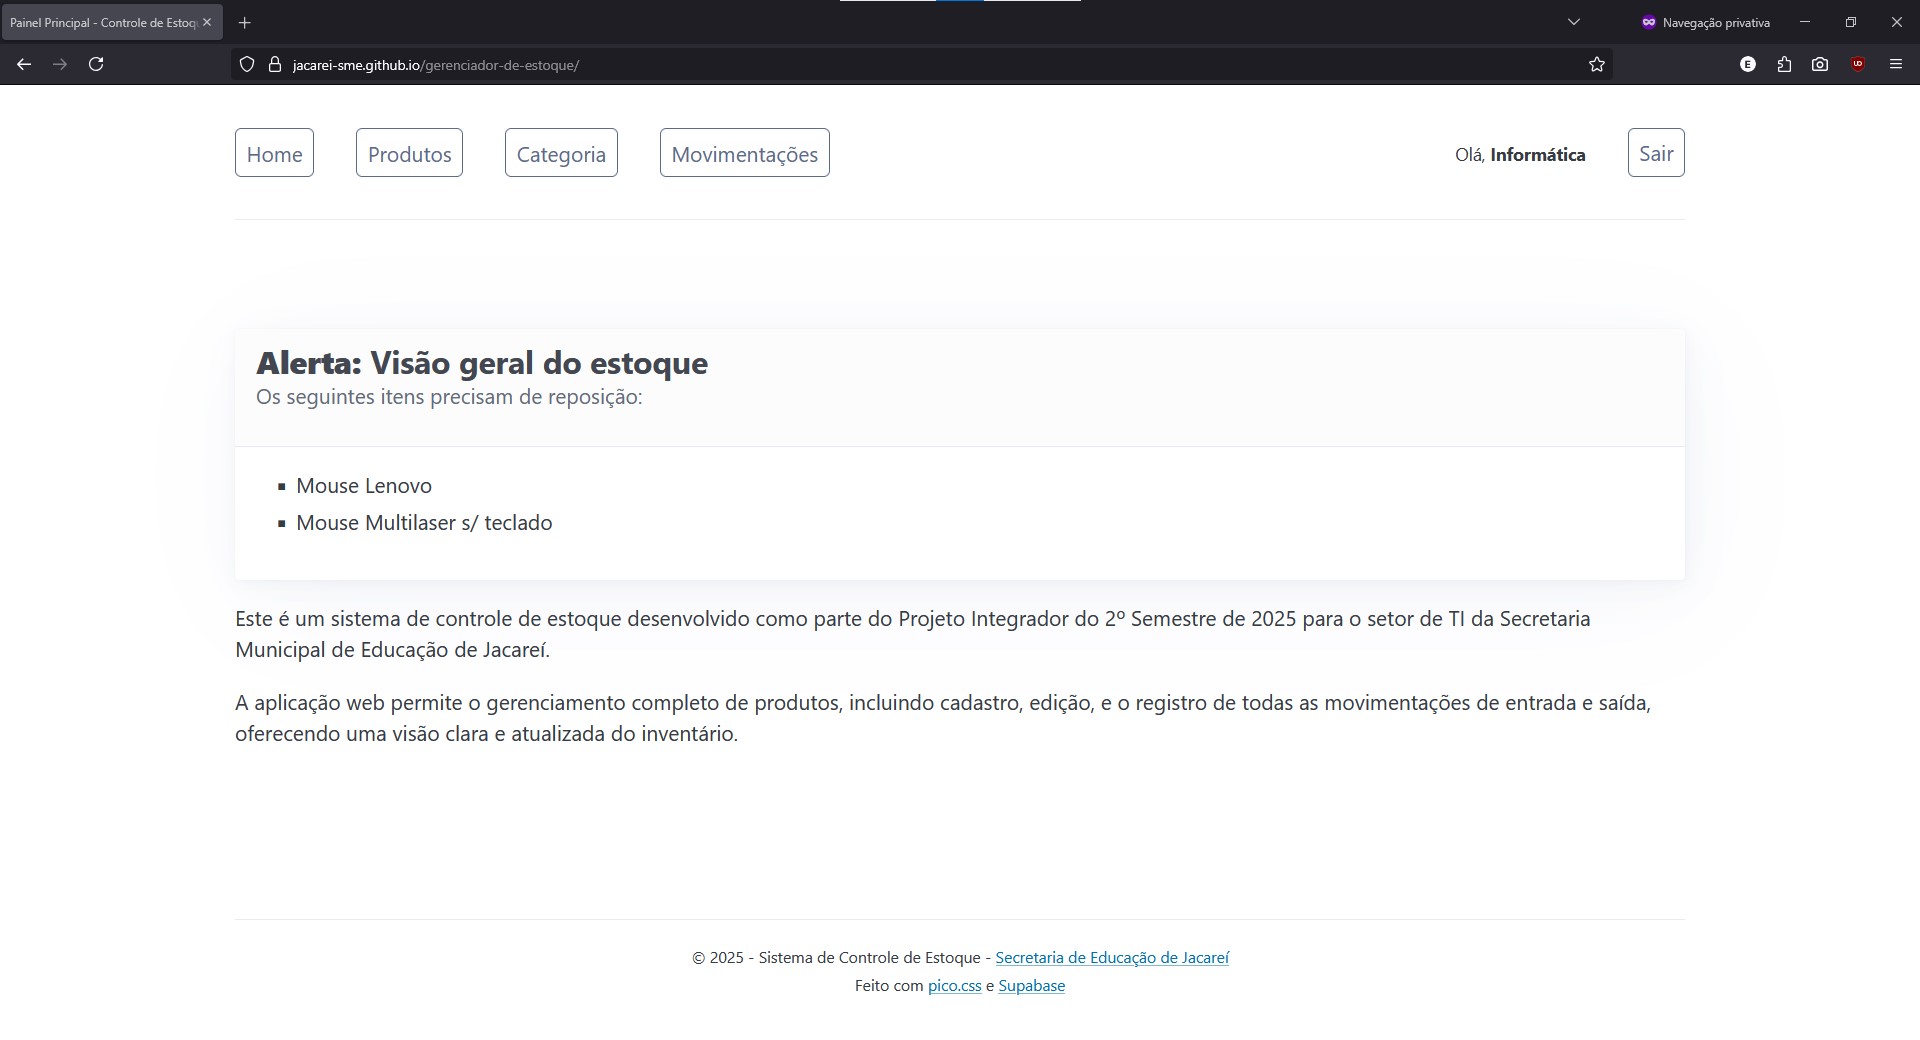 Painel Principal - Controle de Estoq
Navegação privativa
jacarei-sme.github.io/gerenciador-de-estoque/
Home Produtos Categoria Movimentações Olá, Informática Sair
Alerta: Visão geral do estoque
Os seguintes itens precisam de reposição:
Mouse Lenovo
Mouse Multilaser s/ teclado
Este é um sistema de controle de estoque desenvolvido como parte do Projeto Integrador do 2º Semestre de 2025 para o setor de TI da Secretaria
Municipal de Educação de Jacareí.
A aplicação web permite o gerenciamento completo de produtos, incluindo cadastro, edição, e o registro de todas as movimentações de entrada e saída,
oferecendo uma visão clara e atualizada do inventário.
© 2025 - Sistema de Controle de Estoque - Secretaria de Educação de Jacareí
Feito com pico.css e Supabase